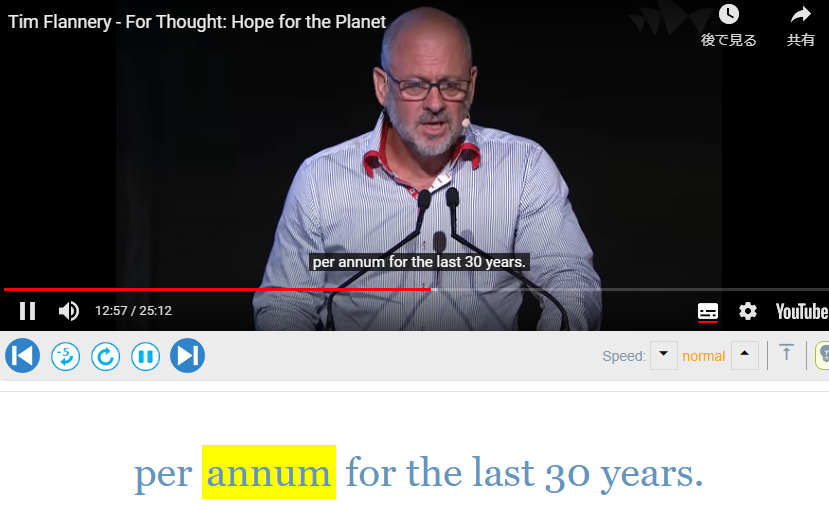 Tim Flannery - For Thought: Hope for the Planet
後で見る
共有
per annum for the last 30 years.
12:57 / 25:12
YouTube
-5
Speed:
normal
per annum for the last 30 years.